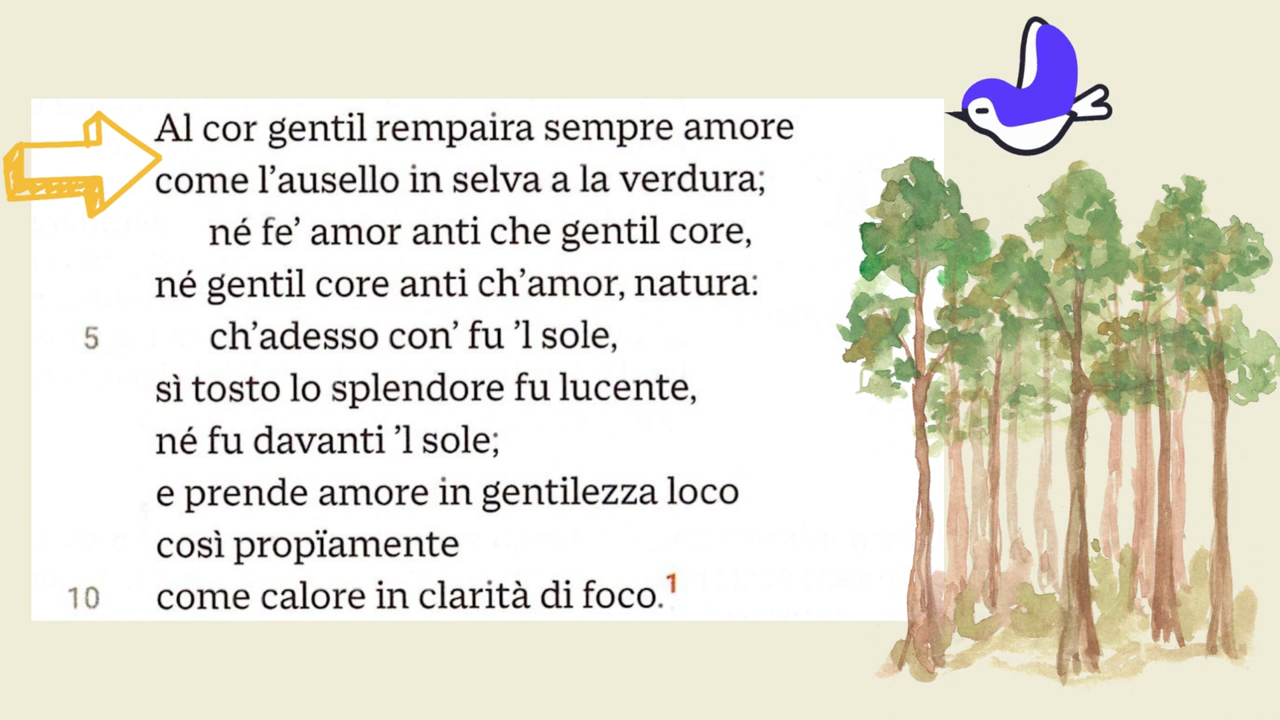 Al cor gentil rempaira sempre amore
come l’ausello in selva a la verdura;
né fe’ amor anti che gentil core,
né gentil core anti ch’amor, natura:
5 ch’adesso con’ fu ’l sole,
sì tosto lo splendore fu lucente,
né fu davanti ’l sole;
e prende amore in gentilezza loco
così propïamente
10 come calore in clarità di foco.1